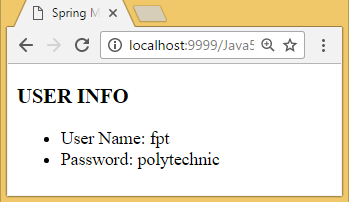 Spring M
localhost:9999/Java5
USER INFO
User Name: fpt
Password: polytechnic